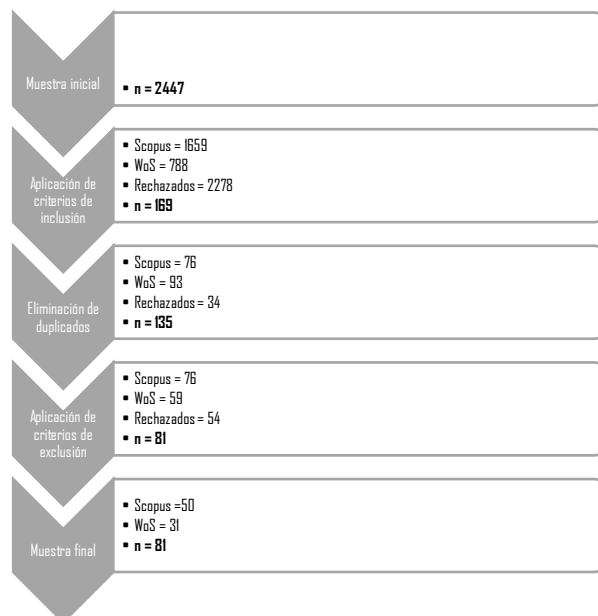 Muestra inicial
• n = 2447
Aplicación de
criterios de
inclusión
• Scopus = 1659
• WoS = 788
• Rechazados = 2278
• n = 169
Eliminación de
duplicados
• Scopus = 76
• WoS = 93
• Rechazados = 34
• n = 135
Aplicación de
criterios de
exclusión
• Scopus = 76
• WoS = 59
• Rechazados = 54
• n = 81
Muestra final
• Scopus =50
• WoS = 31
• n = 81